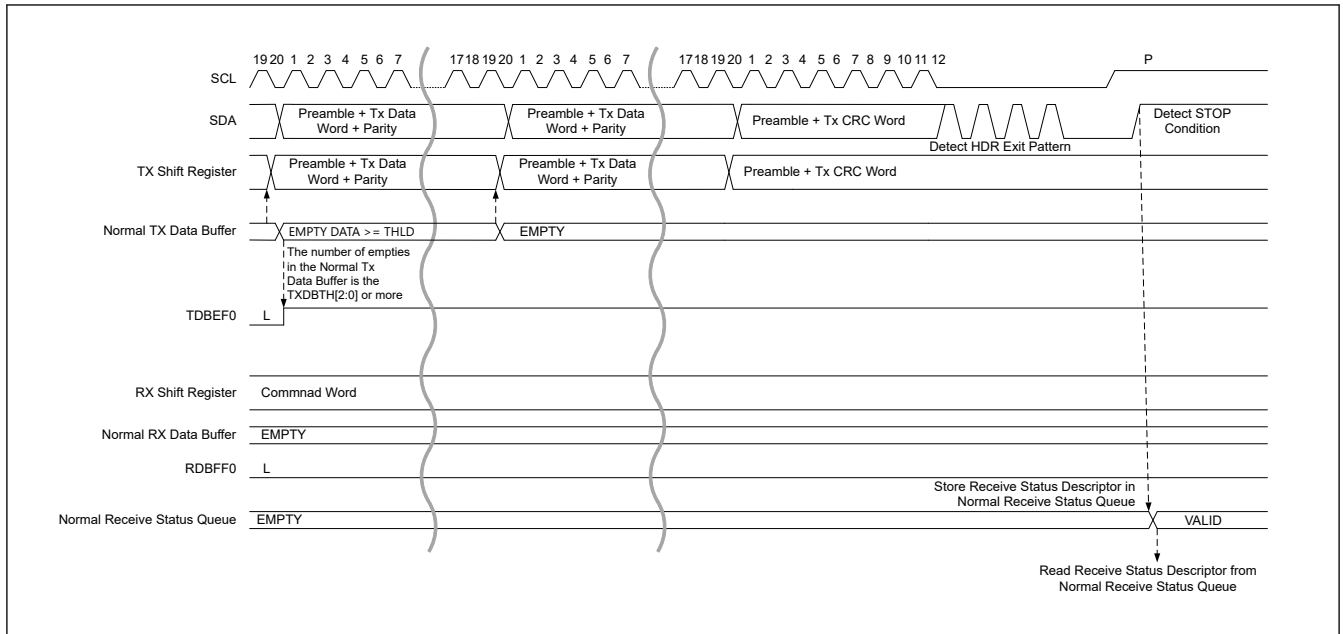 19 20 1 2 3 4 5 6 7 17 18 19 20 1 2 3 4 5 6 7 17 18 19 20 1 2 3 4 5 6 7 8 9 10 11 12 P
SCL
SDA
Preamble + Tx Data
Word + Parity
Preamble + Tx Data
Word + Parity
Preamble + Tx CRC Word
Detect HDR Exit Pattern
Detect STOP
Condition
TX Shift Register
Preamble + Tx Data
Word + Parity
Preamble + Tx Data
Word + Parity
Preamble + Tx CRC Word
Normal TX Data Buffer
EMPTY DATA >= THLD
EMPTY
The number of empties
in the Normal Tx
Data Buffer is the
TXDBTH[2:0] or more
TDBEF0 L
RX Shift Register Commnad Word
Normal RX Data Buffer EMPTY
RDBFF0 L
Store Receive Status Descriptor in
Normal Receive Status Queue
Normal Receive Status Queue EMPTY VALID
Read Receive Status Descriptor from
Normal Receive Status Queue